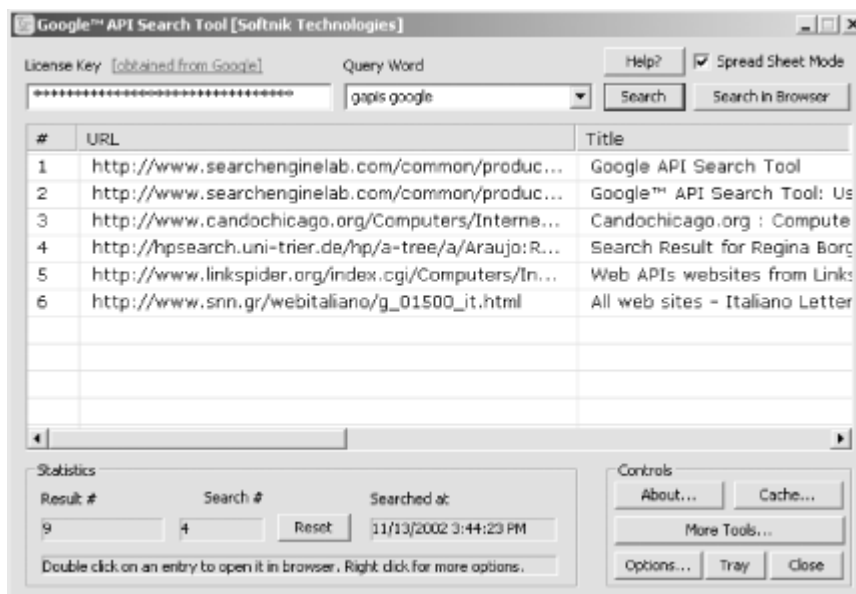 Google™ API Search Tool [Softnik Technologies]
License Key [obtained from Google] Query Word Help? Spread Sheet Mode
******************************** gapis google Search Search in Browser
# URL Title
1 http://www.searchenginelab.com/common/produc... Google API Search Tool
2 http://www.searchenginelab.com/common/produc... Google™ API Search Tool: Us
3 http://www.candochicago.org/Computers/Interne... Candochicago.org : Compute
4 http://hpsearch.uni-trier.de/hp/a-tree/a/Araujo:R... Search Result for Regina Borg
5 http://www.linkspider.org/index.cgi/Computers/In... Web APIs websites from Links
6 http://www.snn.gr/webitaliano/g_01500_it.html All web sites - Italiano Letter
Statistics Controls
Result # Search # Searched at About... Cache...
9 4 Reset 11/13/2002 3:44:23 PM More Tools...
Double click on an entry to open it in browser. Right click for more options. Options... Tray Close